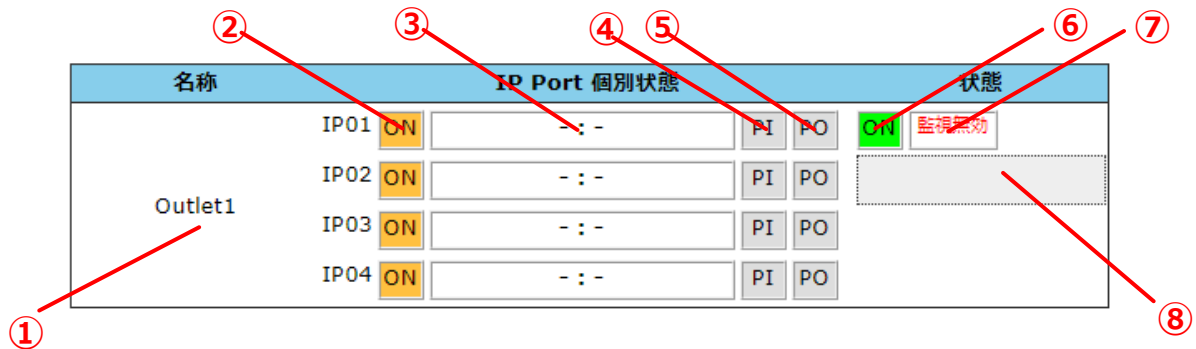 ② ③ ④ ⑤ ⑥ ⑦
名称 IP Port 個別状態 状態
IP01 ON - : - PI PO ON 監視無効
IP02 ON - : - PI PO
Outlet1
IP03 ON - : - PI PO
IP04 ON - : - PI PO
① ⑧